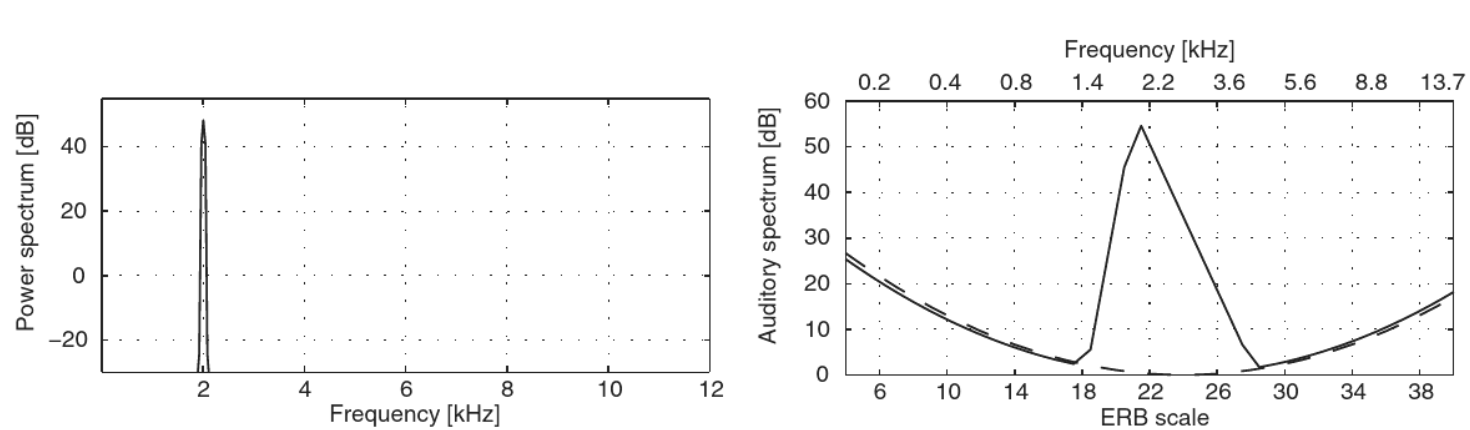 Power spectrum [dB]
40
20
0
−20
2 4 6 8 10 12
Frequency [kHz]
Frequency [kHz]
0.2 0.4 0.8 1.4 2.2 3.6 5.6 8.8 13.7
Auditory spectrum [dB]
60
50
40
30
20
10
0
6 10 14 18 22 26 30 34 38
ERB scale